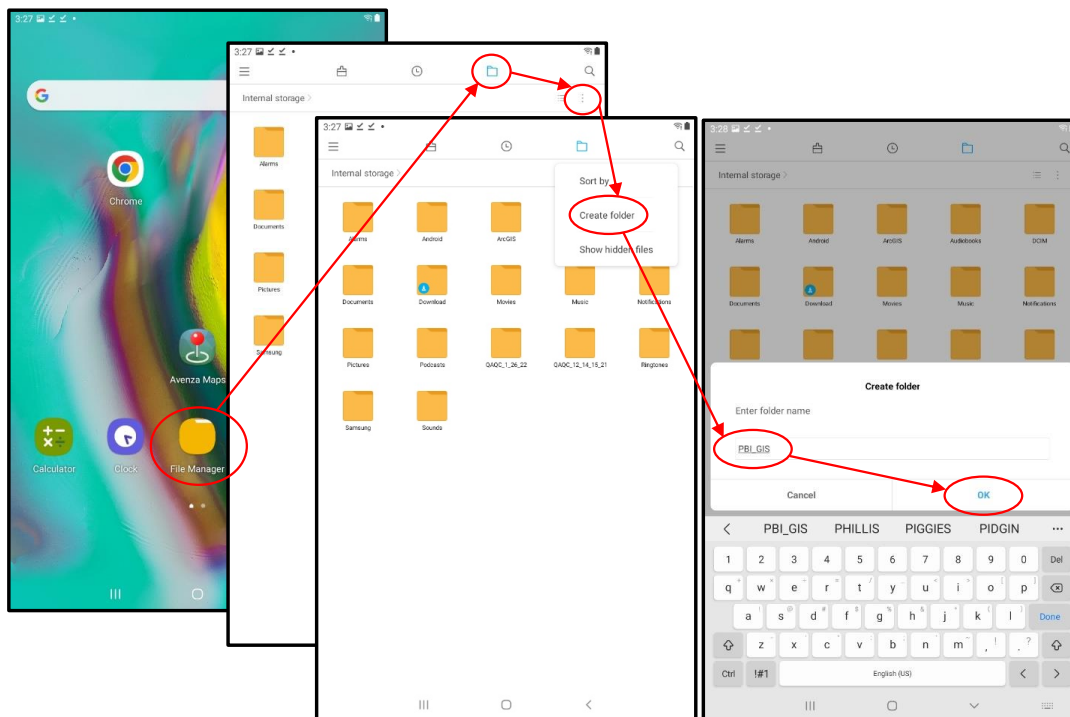 3:27
G
Chrome
Avenza Maps
Calculator
Clock
File Manager
3:27
Internal storage >
Alarms
Documents
Pictures
Samsung
3:27
Internal storage >
Sort by
Create folder
Show hidden files
Alarms Android ArcGIS
Documents Download Movies Music Notifications
Pictures Podcasts QAQC_1_26_22 QAQC_12_14_15_21 Ringtones
Samsung Sounds
3:28
Internal storage >
Alarms Android ArcGIS Audiobooks DCIM
Documents Download Movies Music Notifications
Create folder
Enter folder name
PBI_GIS
Cancel OK
< PBI_GIS PHILLIS PIGGIES PIDGIN ...
1 2 3 4 5 6 7 8 9 0 Del
q w e r t y u i o p
a s d f g h j k l Done
z x c v b n m , ! . ?
Ctrl !#1 English (US) < >